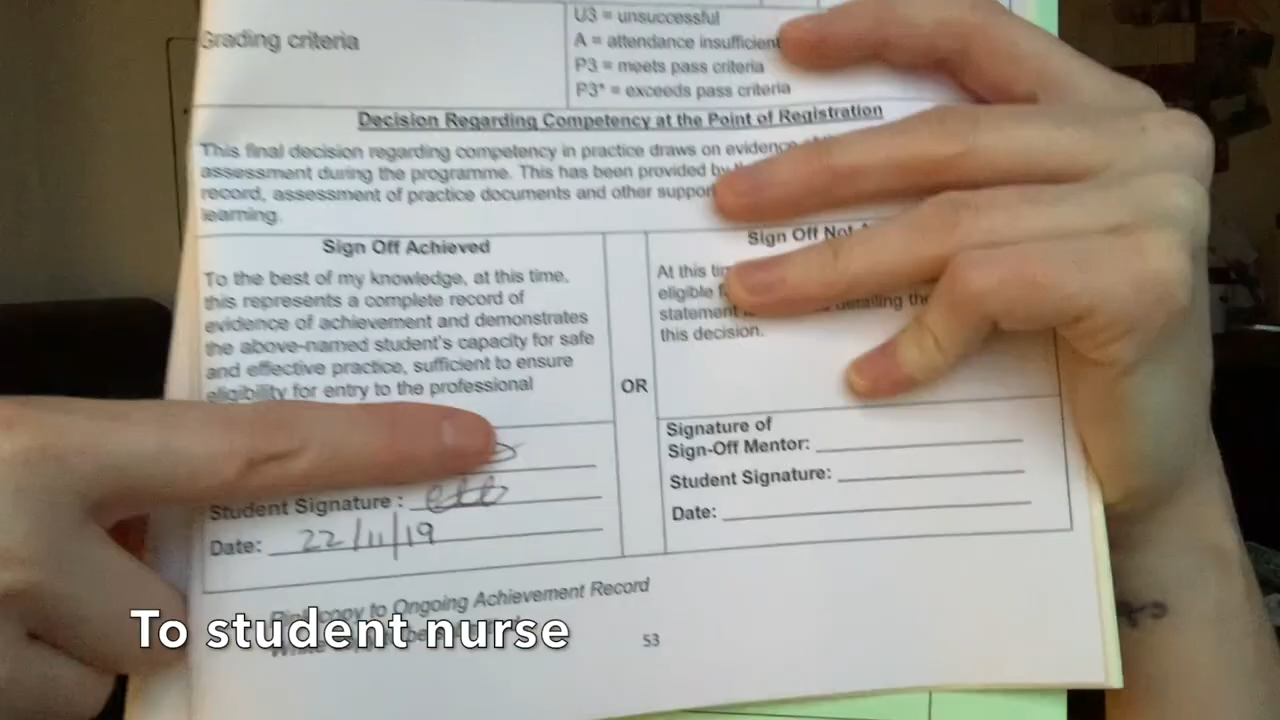 Grading criteria
U3 = unsuccessful
A = attendance insufficient
P3 = meets pass criteria
P3* = exceeds pass criteria
Decision Regarding Competency at the Point of Registration
This final decision regarding competency in practice draws on evidence
assessment during the programme. This has been provided by
record, assessment of practice documents and other
learning.
Sign Off Achieved
To the best of my knowledge, at this time,
this represents a complete record of
evidence of achievement and demonstrates
the above-named student's capacity for safe
and effective practice, sufficient to ensure
eligibility for entry to the professional
Student Signature :
Date: 22/11/19
OR
Sign Off Not
At this
eligible
statement detailing the
this decision.
Signature of
Sign-Off Mentor:
Student Signature:
Date:
copy to Ongoing Achievement Record
To student nurse
53